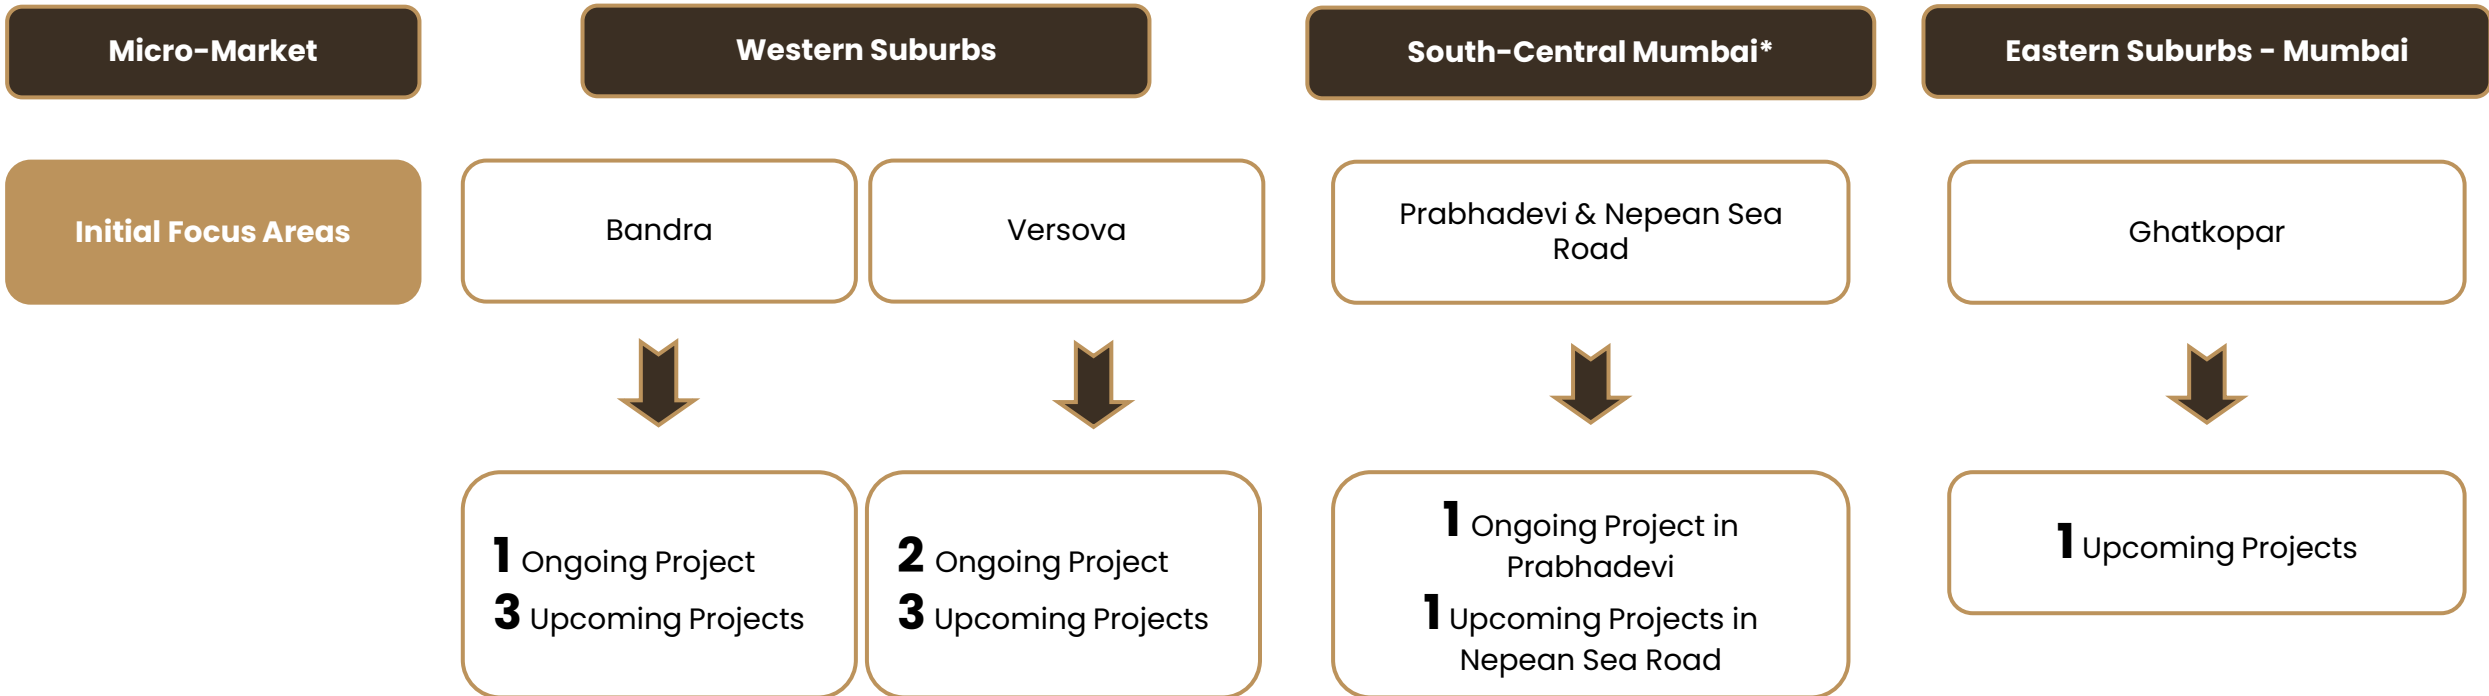 Micro-Market
Western Suburbs
South-Central Mumbai*
Eastern Suburbs - Mumbai
Initial Focus Areas
Bandra
Versova
Prabhadevi & Nepean Sea
Road
Ghatkopar
1 Ongoing Project
3 Upcoming Projects
2 Ongoing Project
3 Upcoming Projects
1 Ongoing Project in
Prabhadevi
1 Upcoming Projects in
Nepean Sea Road
1 Upcoming Projects